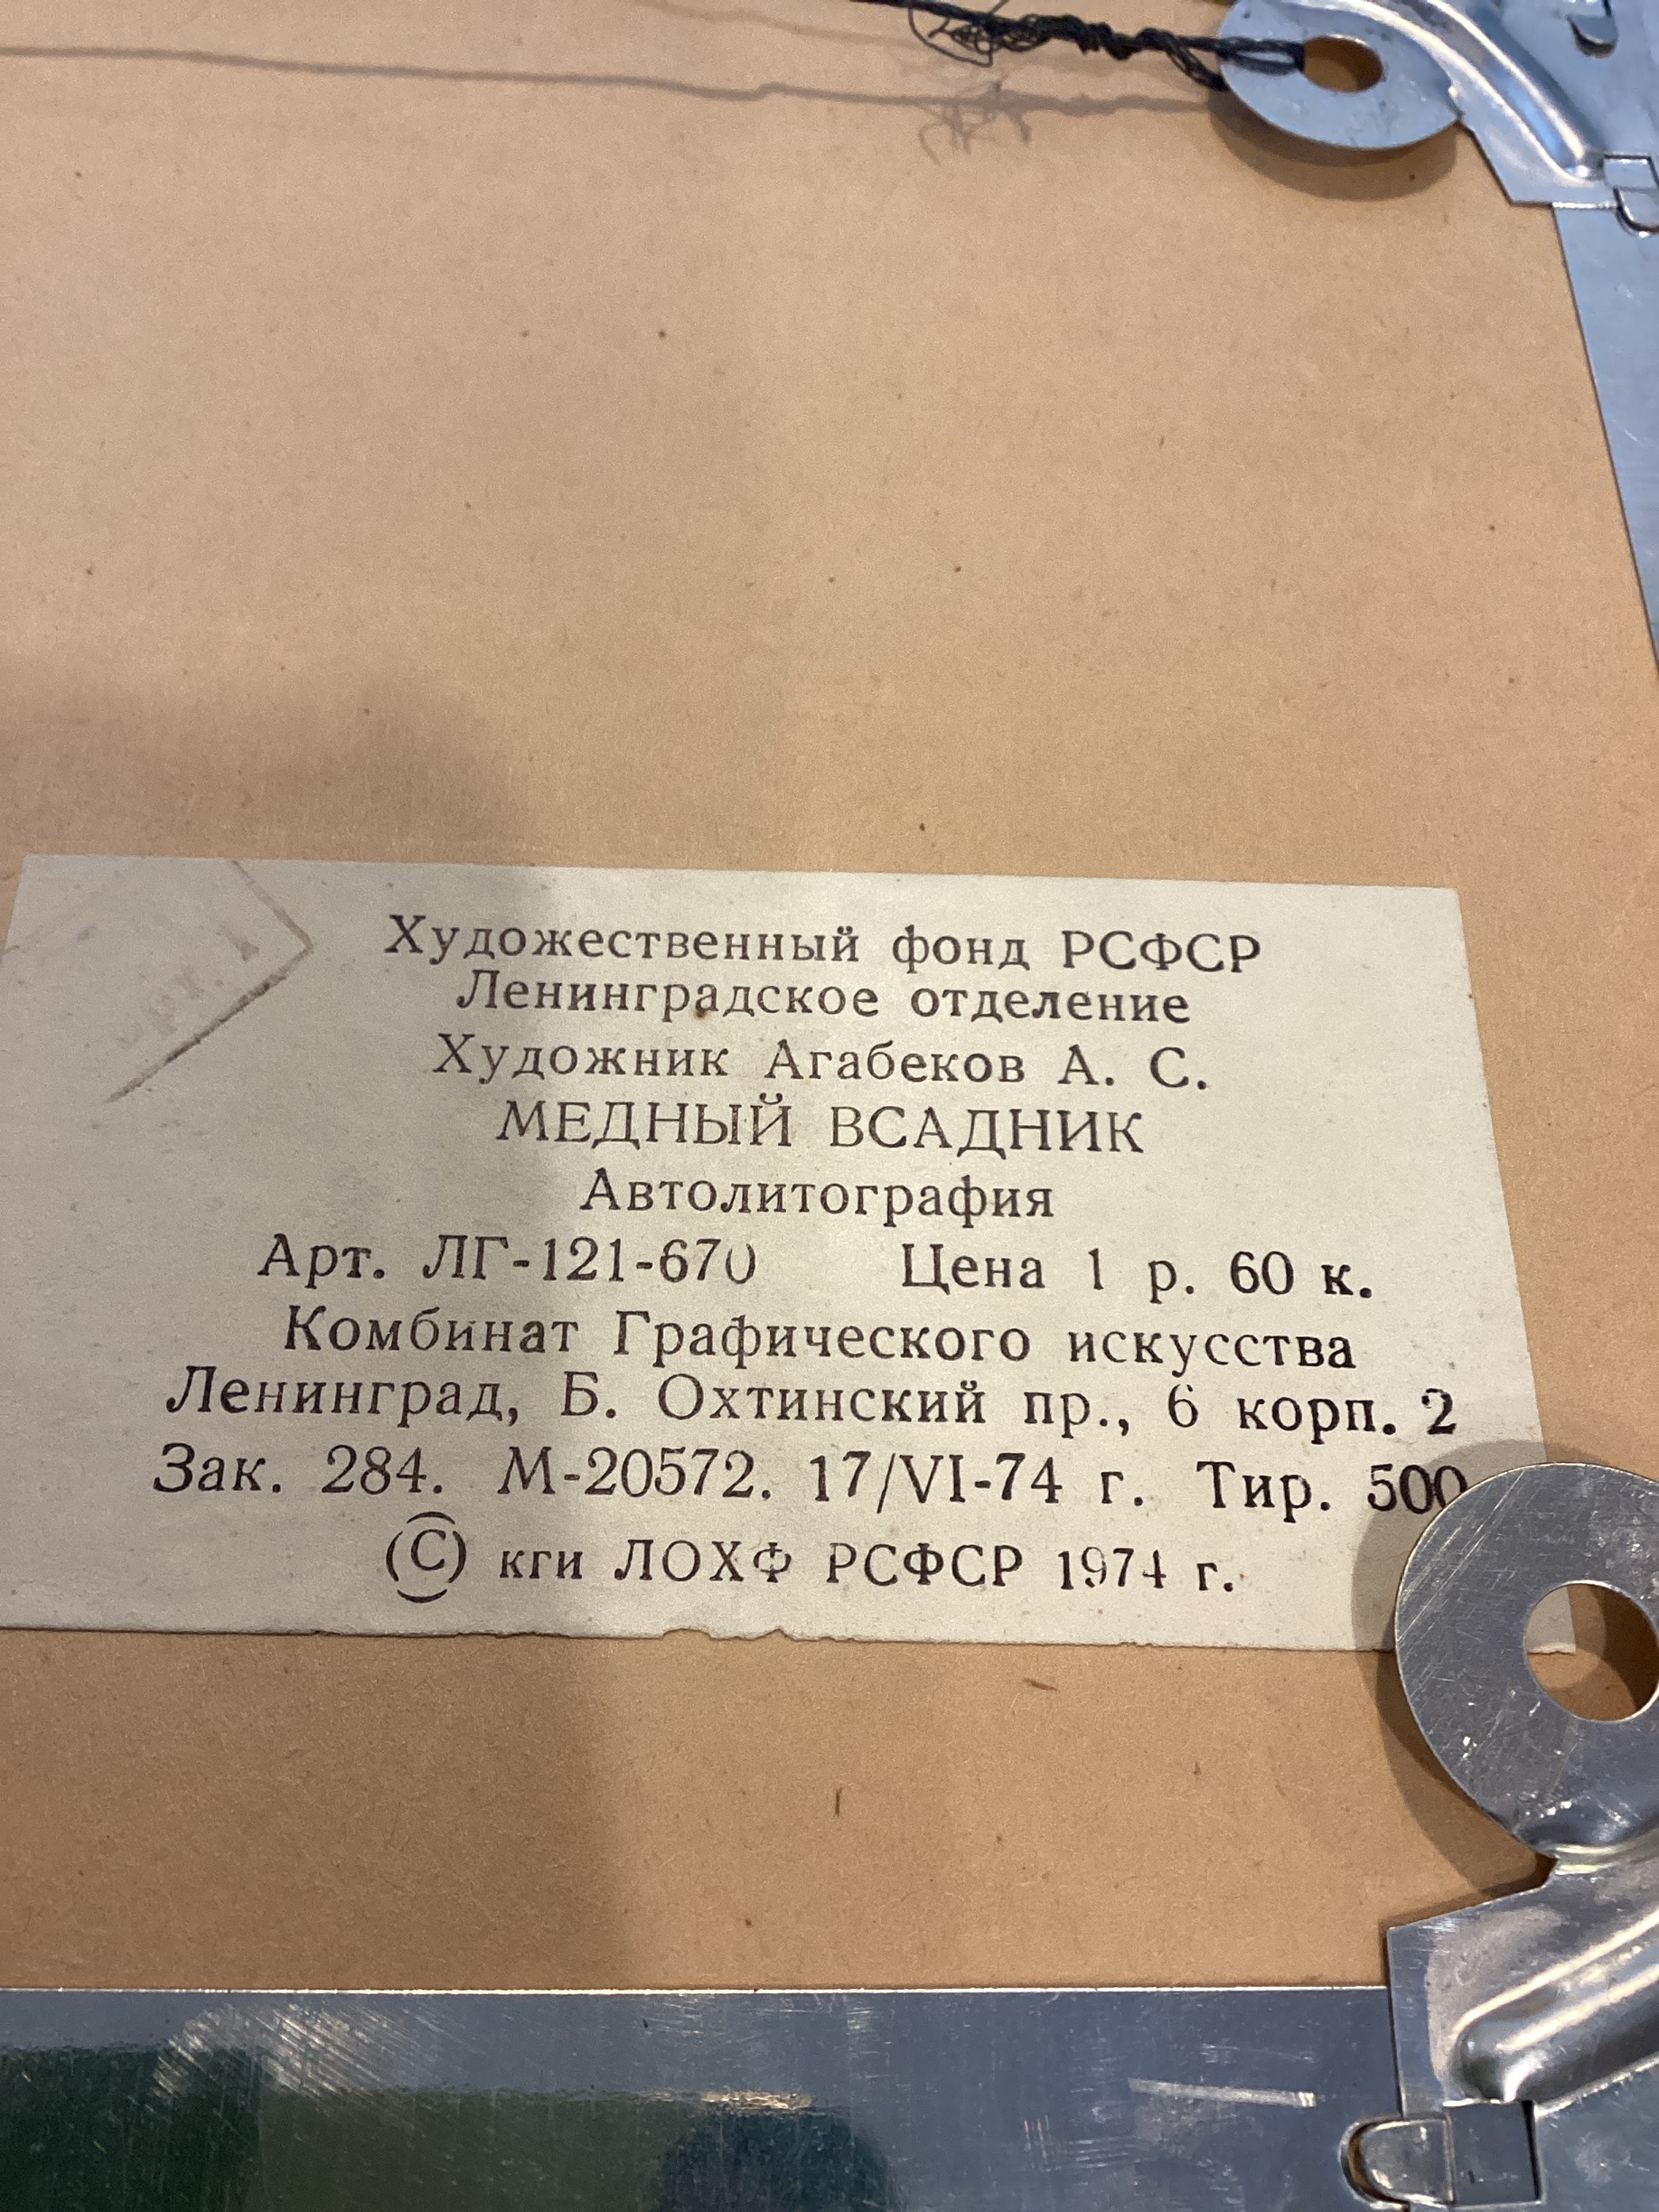 Художественный фонд РСФСР
Ленинградское отделение
Художник Агабеков А. С.
МЕДНЫЙ ВСАДНИК
Автолитография
Арт. ЛГ-121-670 Цена 1 р. 60 к.
Комбинат Графического искусства
Ленинград, Б. Охтинский пр., 6 корп. 2
Зак. 284. М-20572. 17/VI-74 г. Тир. 500
(С) кги ЛОХФ РСФСР 1974 г.